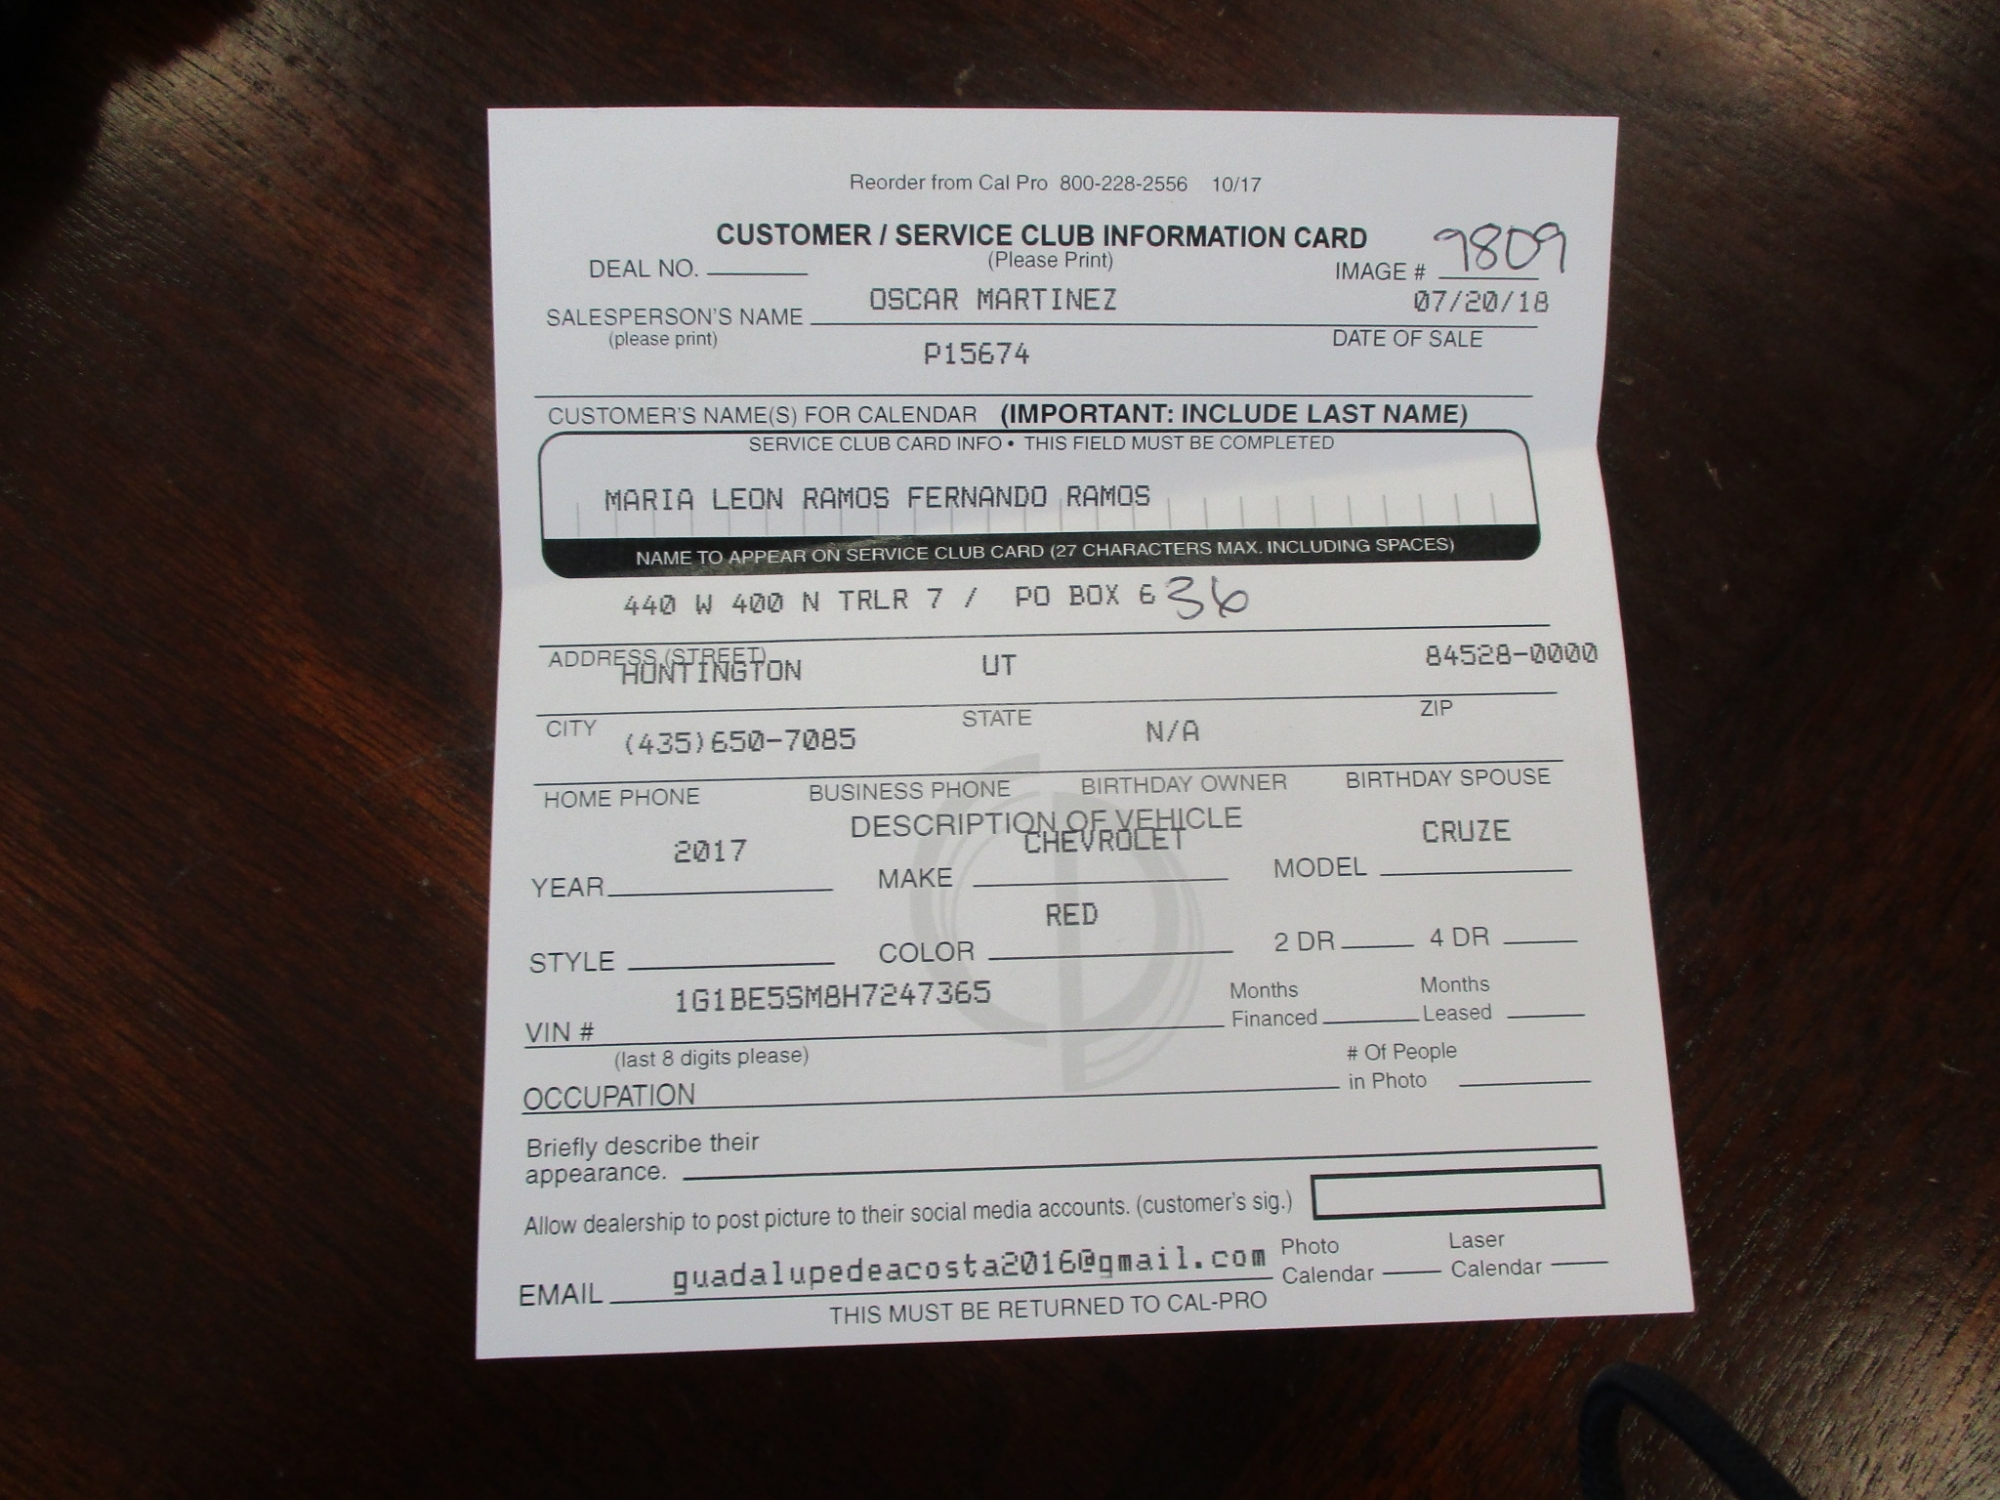 Reorder from Cal Pro 800-228-2556 10/17
CUSTOMER / SERVICE CLUB INFORMATION CARD
(Please Print)
DEAL NO.
IMAGE # 9809
SALESPERSON'S NAME OSCAR MARTINEZ 07/20/18
(please print)
DATE OF SALE
P15674
CUSTOMER'S NAME(S) FOR CALENDAR (IMPORTANT: INCLUDE LAST NAME)
SERVICE CLUB CARD INFO • THIS FIELD MUST BE COMPLETED
MARIA LEON RAMOS FERNANDO RAMOS
NAME TO APPEAR ON SERVICE CLUB CARD (27 CHARACTERS MAX. INCLUDING SPACES)
440 W 400 N TRLR 7 / PO BOX 636
ADDRESS (STREET)
HUNTINGTON UT 84528-0000
CITY STATE ZIP
(435)650-7085 N/A
HOME PHONE BUSINESS PHONE BIRTHDAY OWNER BIRTHDAY SPOUSE
DESCRIPTION OF VEHICLE
2017 CHEVROLET CRUZE
YEAR MAKE MODEL
RED
STYLE COLOR 2 DR 4 DR
1G1BE5SM8H7247365
VIN #
Months Financed
Months Leased
(last 8 digits please)
# Of People
in Photo
OCCUPATION
Briefly describe their
appearance.
Allow dealership to post picture to their social media accounts. (customer's sig.)
EMAIL guadalupedeacosta2016@gmail.com
Photo Calendar
Laser Calendar
THIS MUST BE RETURNED TO CAL-PRO